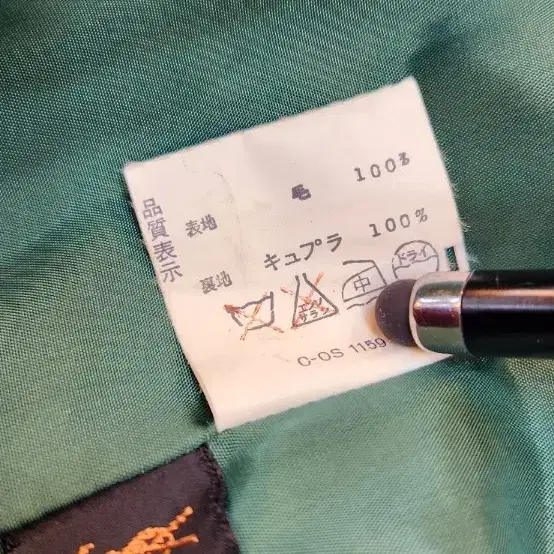 品質表示
表地 毛 100%
裏地 キュプラ 100%
エンソ
サラシ
中
ドライ
C-OS 1159